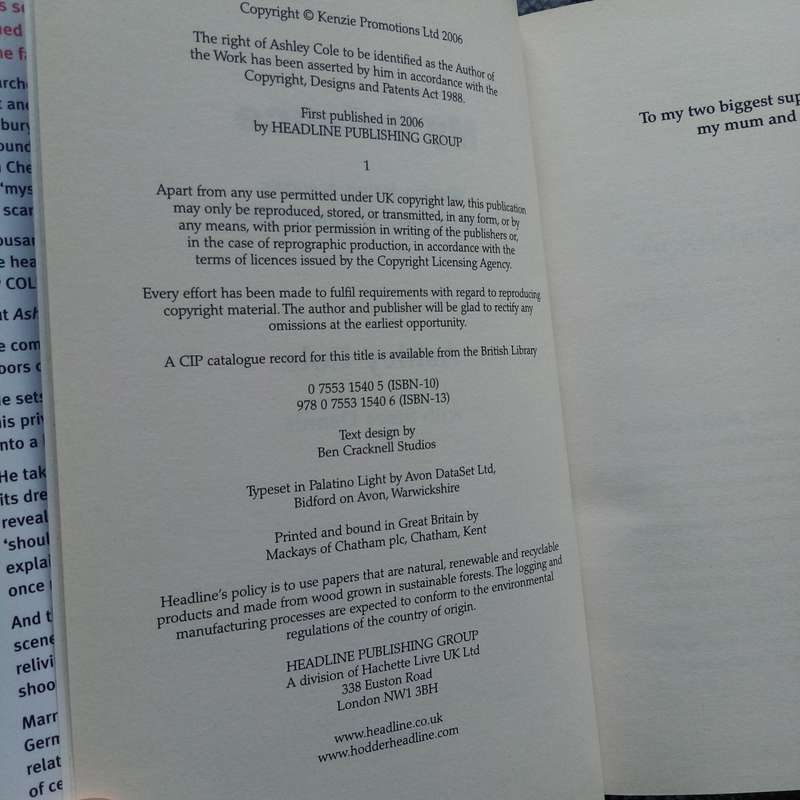 Copyright © Kenzie Promotions Ltd 2006
The right of Ashley Cole to be identified as the Author of
the Work has been asserted by him in accordance with the
Copyright, Designs and Patents Act 1988.
First published in 2006
by HEADLINE PUBLISHING GROUP
1
Apart from any use permitted under UK copyright law, this publication
may only be reproduced, stored, or transmitted, in any form, or by
any means, with prior permission in writing of the publishers or,
in the case of reprographic production, in accordance with the
terms of licences issued by the Copyright Licensing Agency.
Every effort has been made to fulfil requirements with regard to reproducing
copyright material. The author and publisher will be glad to rectify any
omissions at the earliest opportunity.
A CIP catalogue record for this title is available from the British Library
0 7553 1540 5 (ISBN-10)
978 0 7553 1540 6 (ISBN-13)
Text design by
Ben Cracknell Studios
Typeset in Palatino Light by Avon DataSet Ltd,
Bidford on Avon, Warwickshire
Printed and bound in Great Britain by
Mackays of Chatham plc, Chatham, Kent
Headline's policy is to use papers that are natural, renewable and recyclable
products and made from wood grown in sustainable forests. The logging and
manufacturing processes are expected to conform to the environmental
regulations of the country of origin.
HEADLINE PUBLISHING GROUP
A division of Hachette Livre UK Ltd
338 Euston Road
London NW1 3BH
www.headline.co.uk
www.hodderheadline.com
To my two biggest
my mum and